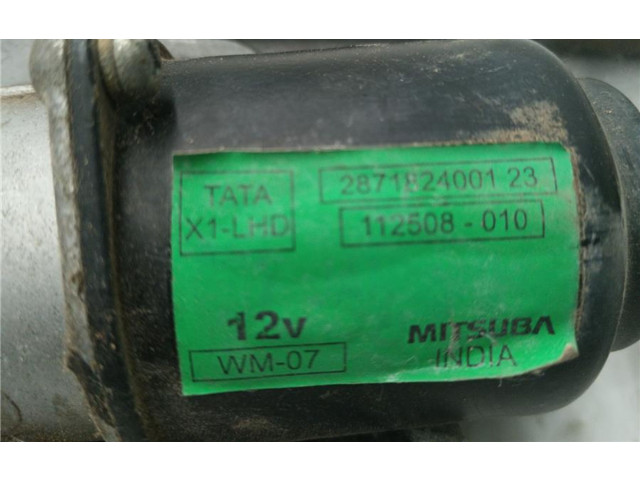 TATA
X1-LHD
2871824001 23
112508 - 010
12v
WM-07
MITSUBA
INDIA